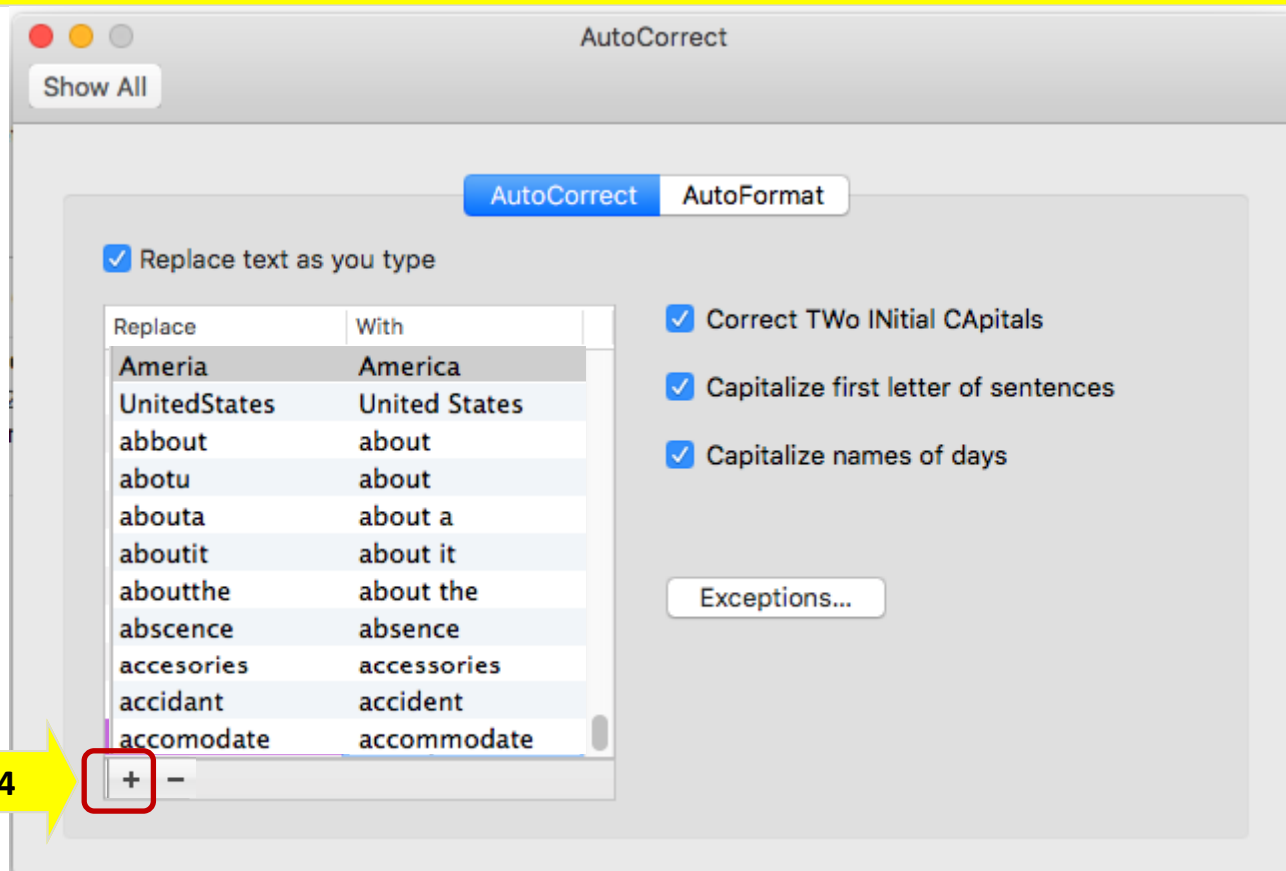 AutoCorrect
Show All
AutoCorrect AutoFormat
Replace text as you type
Replace With
Ameria America
UnitedStates United States
abbout about
abotu about
abouta about a
aboutit about it
aboutthe about the
abscence absence
accesories accessories
accidant accident
accomodate accommodate
+ −
4
Correct TWo INitial CApitals
Capitalize first letter of sentences
Capitalize names of days
Exceptions...